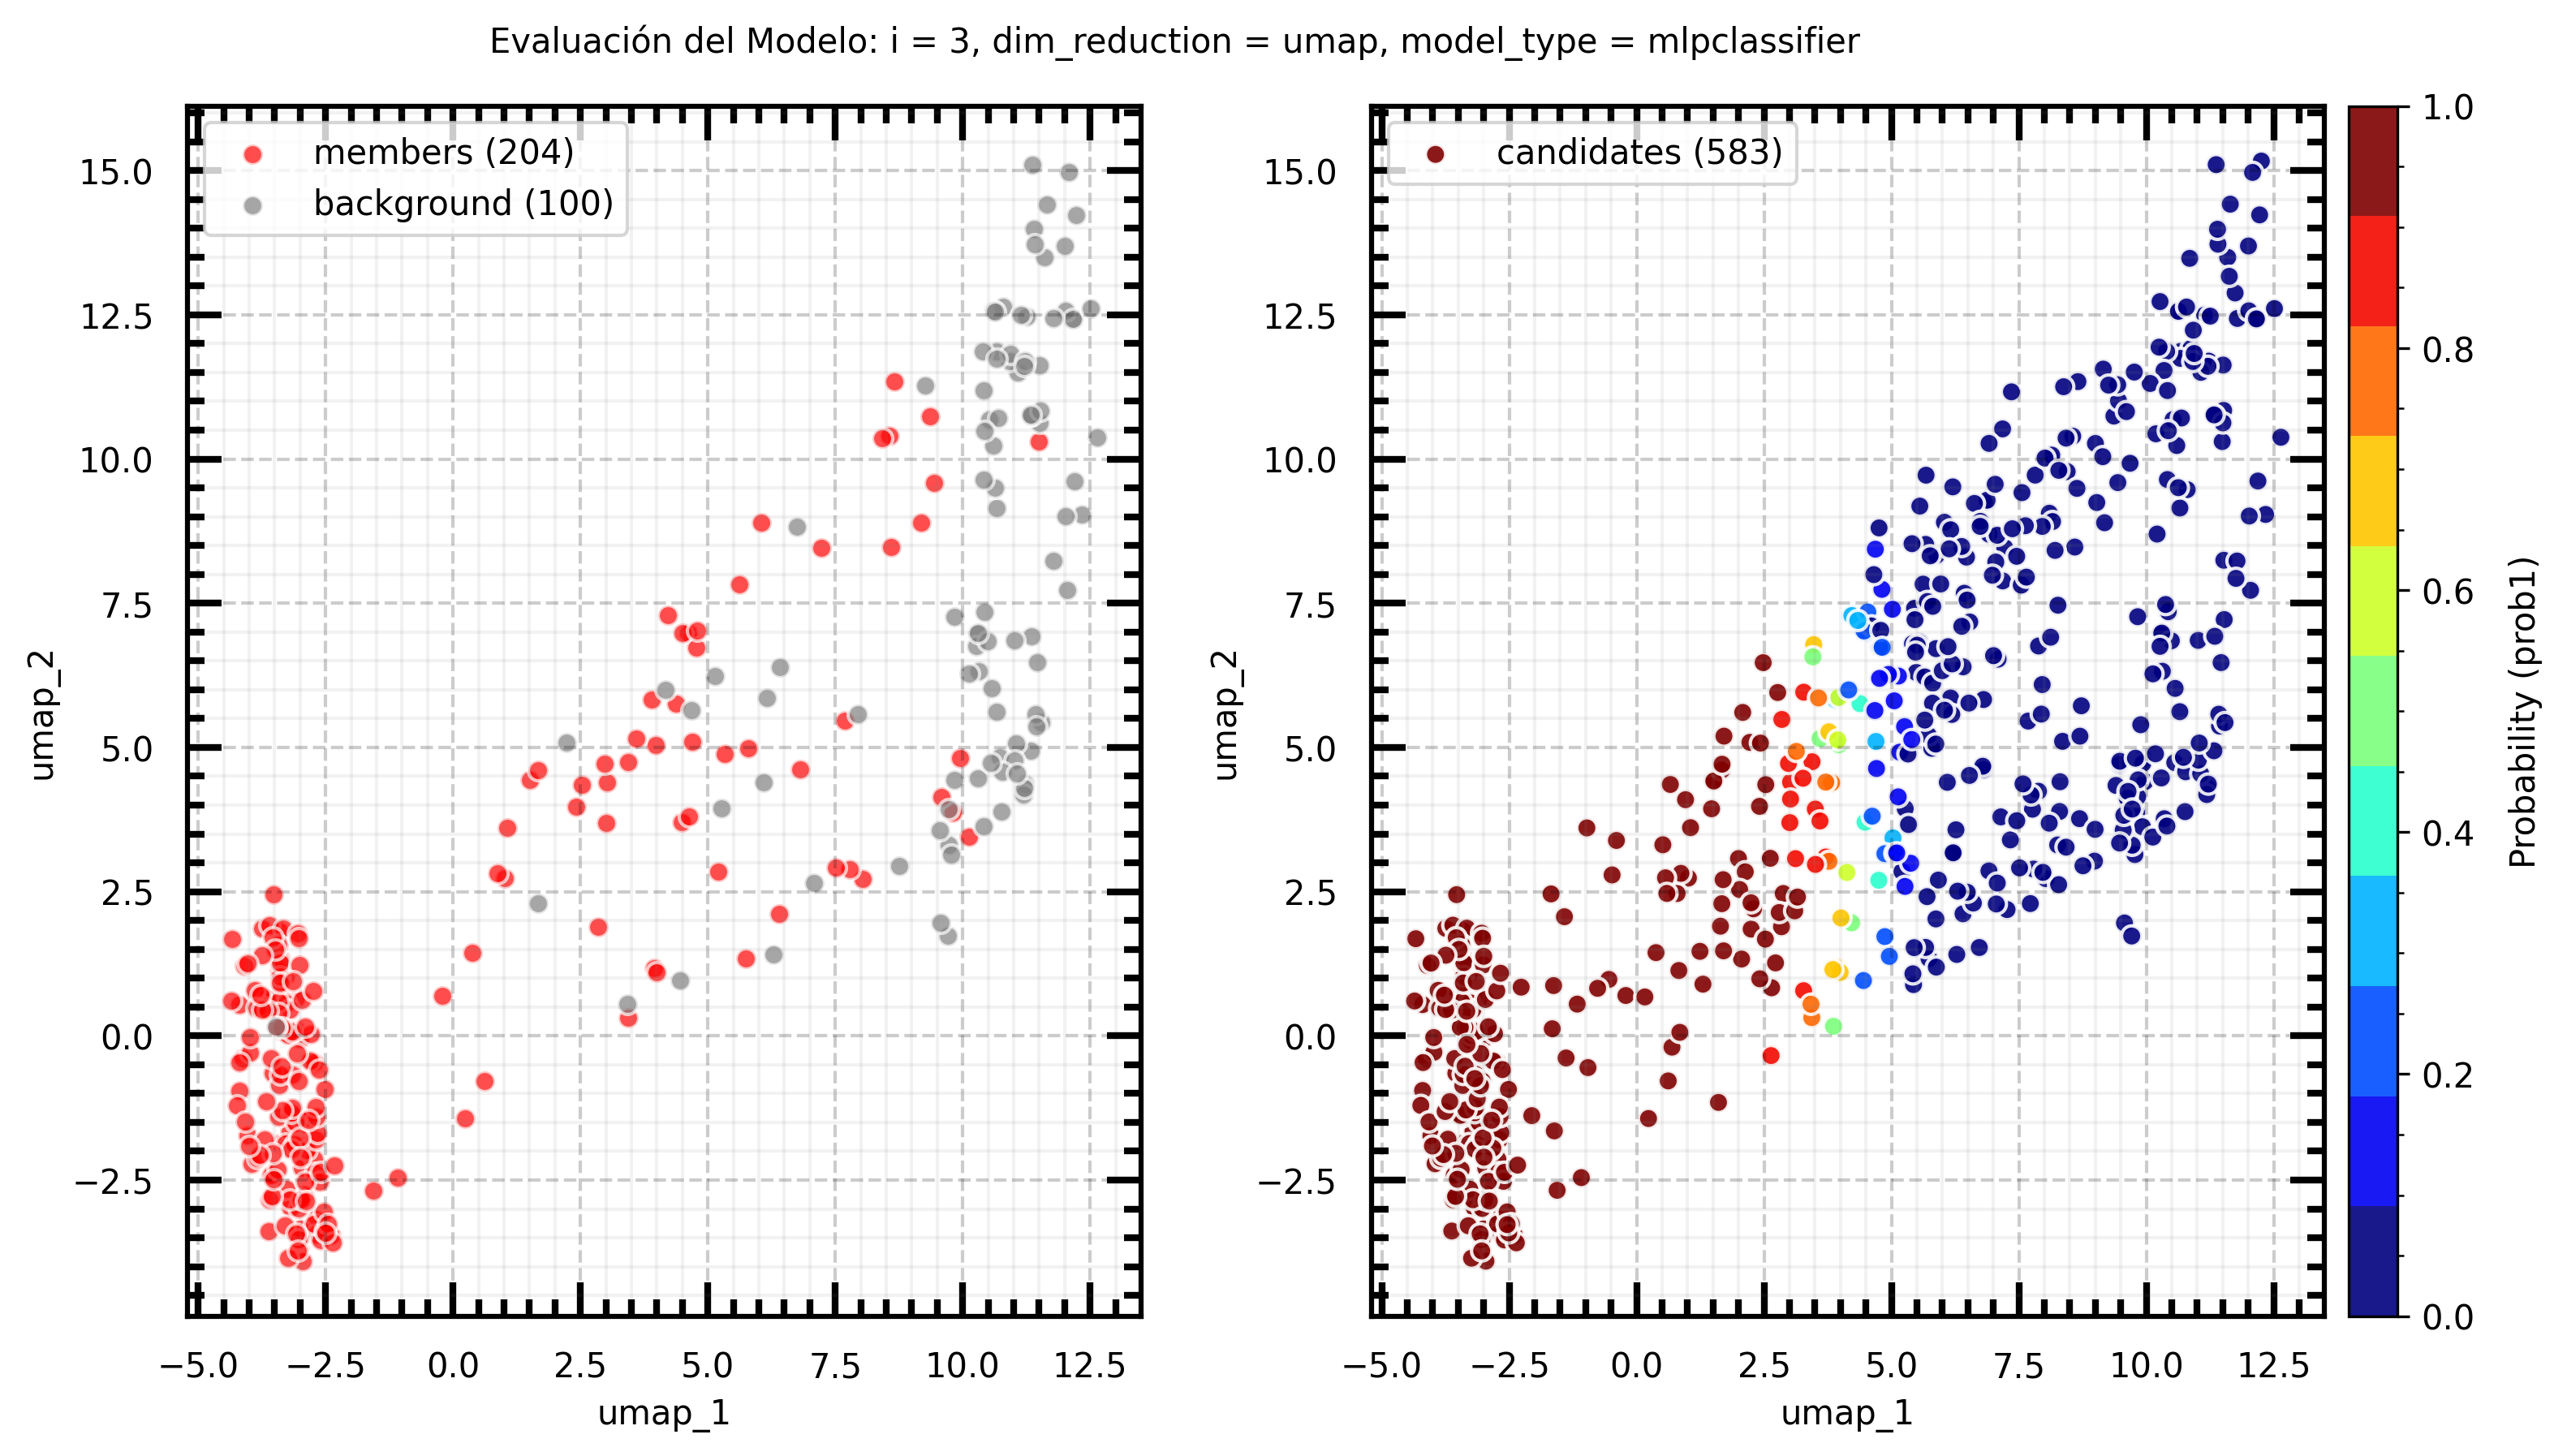 Evaluación del Modelo: i = 3, dim_reduction = umap, model_type = mlpclassifier
members (204)
background (100)
15.0
12.5
10.0
7.5
5.0
2.5
0.0
−2.5
umap_2
−5.0 −2.5 0.0 2.5 5.0 7.5 10.0 12.5
umap_1
candidates (583)
15.0
12.5
10.0
7.5
5.0
2.5
0.0
−2.5
umap_2
−5.0 −2.5 0.0 2.5 5.0 7.5 10.0 12.5
umap_1
1.0
0.8
0.6
0.4
0.2
0.0
Probability (prob1)